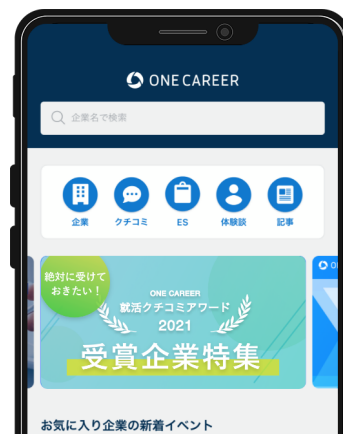 ONE CAREER
企業名で検索
企業
クチコミ
ES
体験談
記事
絶対に受けて
おきたい！
ONE CAREER
就活クチコミアワード
2021
受賞企業特集
お気に入り企業の新着イベント